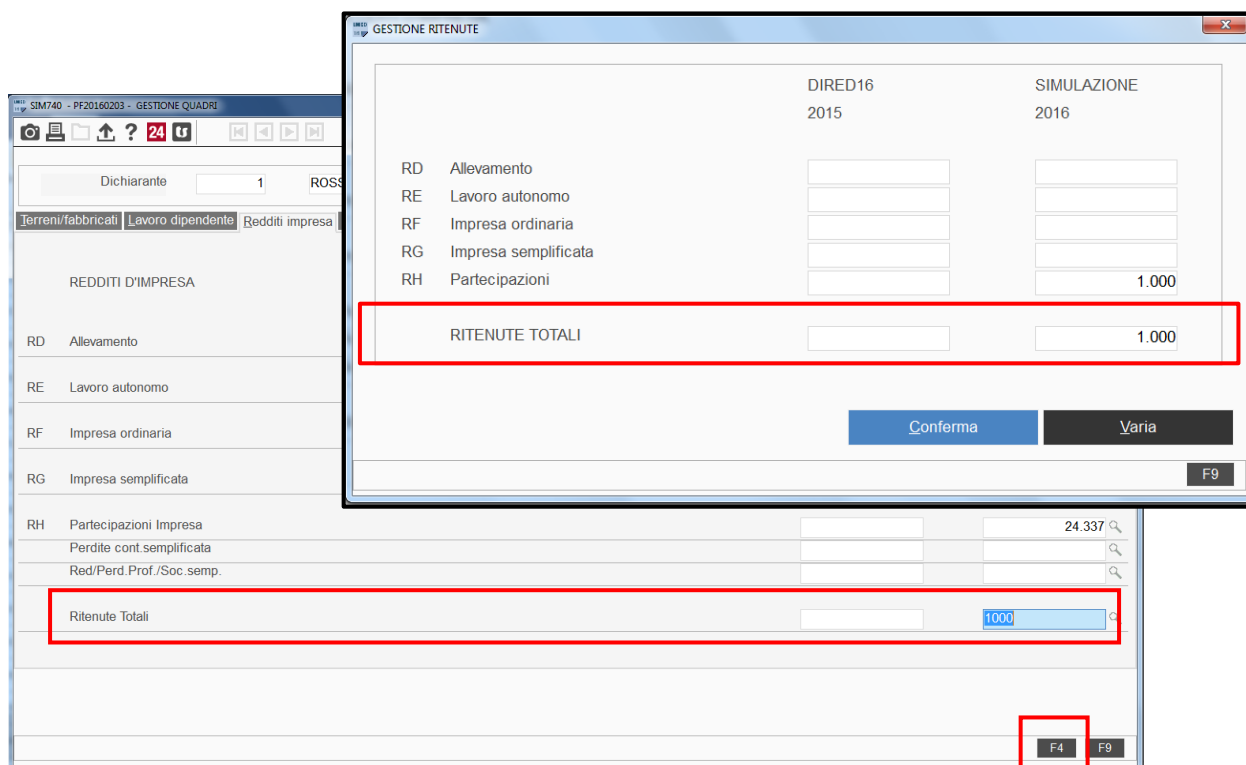 GESTIONE RITENUTE
x
DIRED16 SIMULAZIONE
2015 2016
RD Allevamento
RE Lavoro autonomo
RF Impresa ordinaria
RG Impresa semplificata
RH Partecipazioni 1.000
RITENUTE TOTALI 1.000
Conferma Varia
F9
SIM740 - PF20160203 - GESTIONE QUADRI
? 24
Dichiarante 1 ROSS
Terreni/fabbricati Lavoro dipendente Redditi impresa
REDDITI D'IMPRESA
RD Allevamento
RE Lavoro autonomo
RF Impresa ordinaria
RG Impresa semplificata
RH Partecipazioni Impresa 24.337
Perdite cont.semplificata
Red/Perd.Prof./Soc.semp.
Ritenute Totali 1000
F4 F9